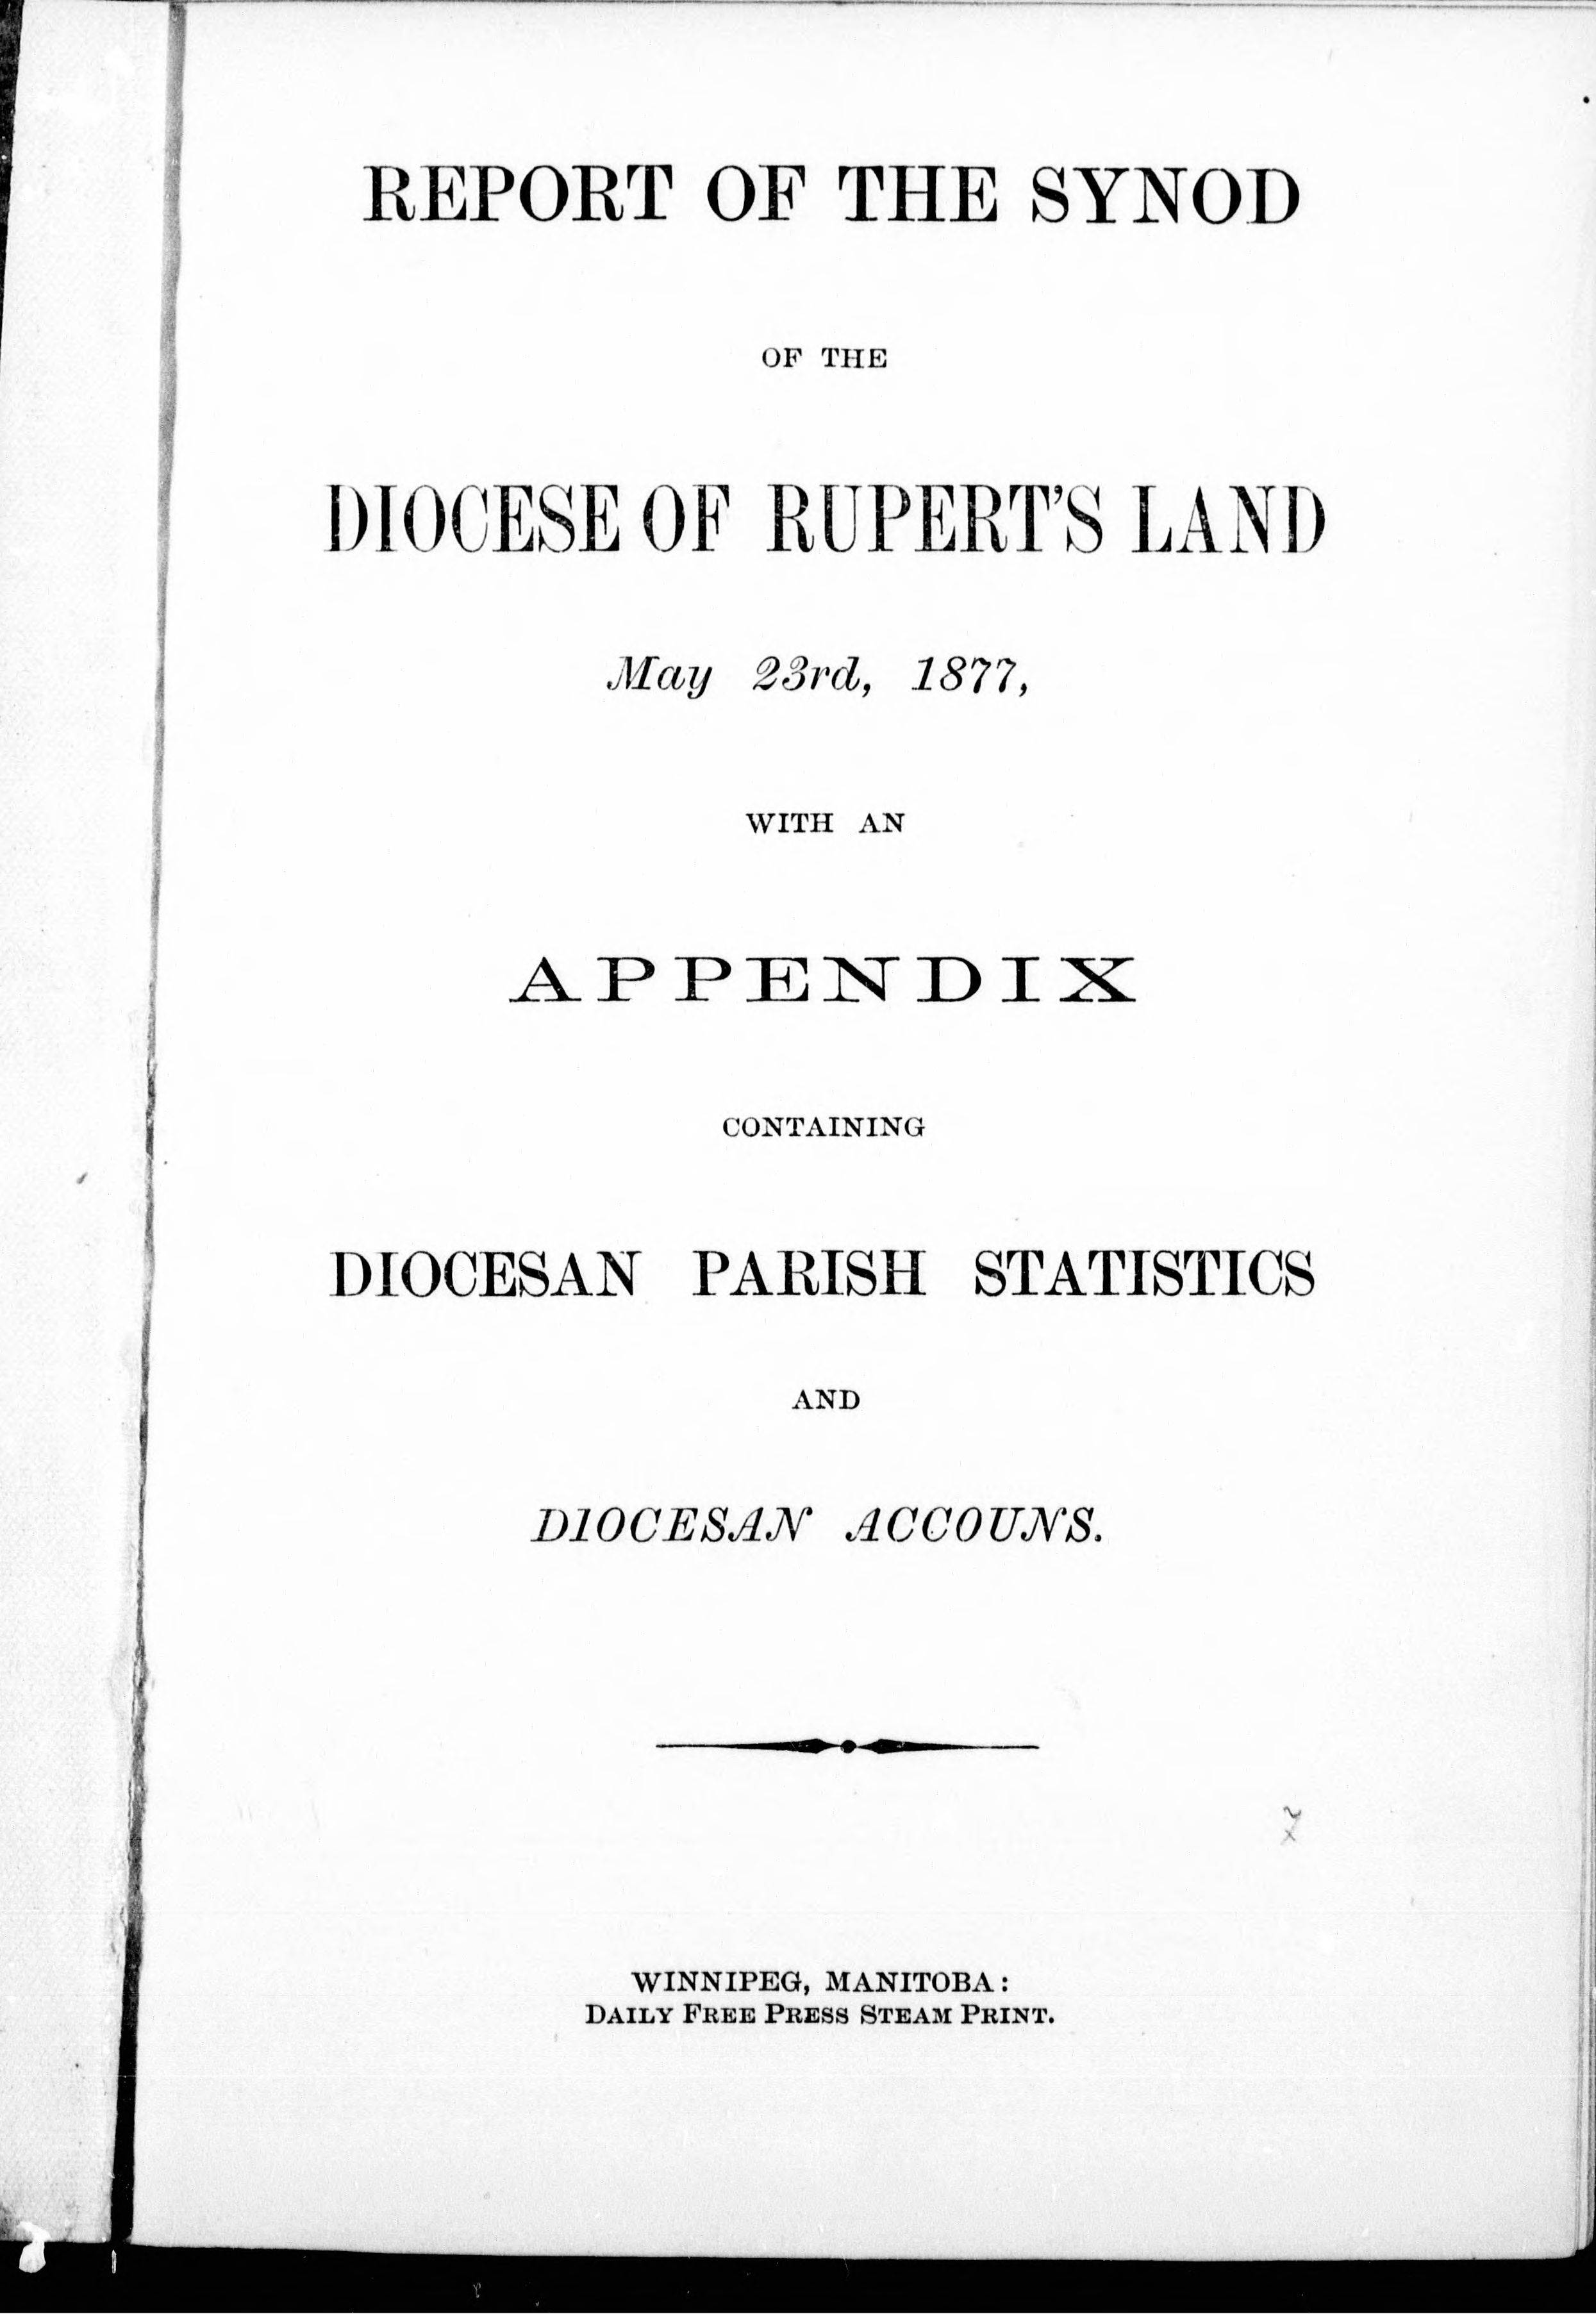 REPORT OF THE SYNOD
OF THE
DIOCESE OF RUPERT'S LAND
May 23rd, 1877,
WITH AN
APPENDIX
CONTAINING
DIOCESAN PARISH STATISTICS
AND
D1OCESAN ACCOUNS.
WINNIPEG, MANITOBA:
DAILY FREE PRESS STEAM PRINT.